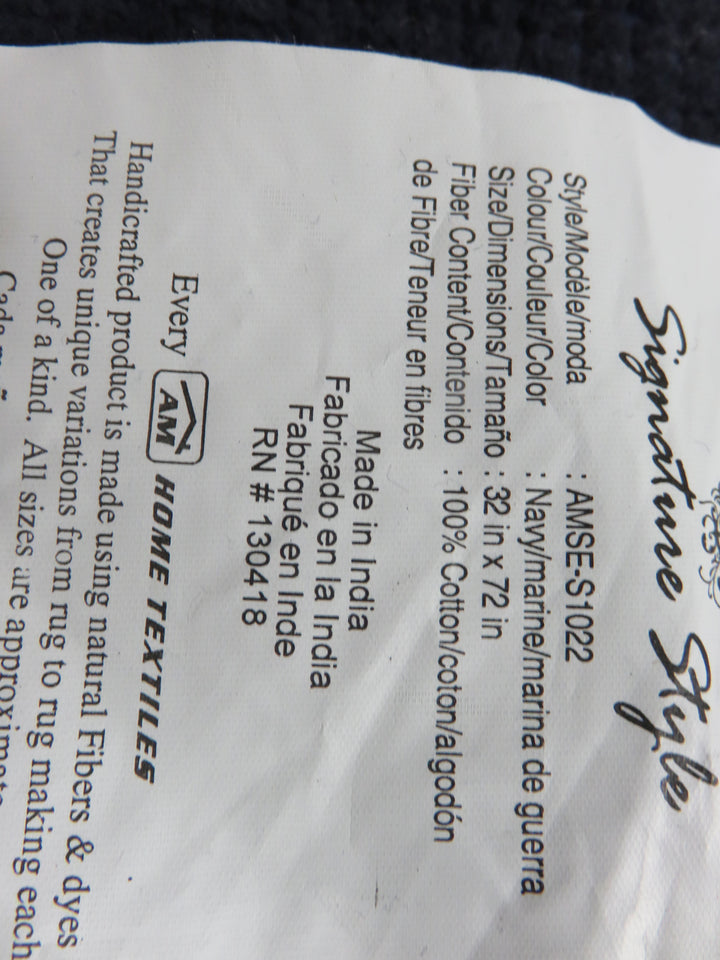 Signature Style
Style/Modèle/moda : AMSE-S1022
Colour/Couleur/Color : Navy/marine/marina de guerra
Size/Dimensions/Tamaño : 32 in x 72 in
Fiber Content/Contenido : 100% Cotton/coton/algodón
de Fibre/Teneur en fibres
Made in India
Fabricado en la India
Fabriqué en Inde
RN # 130418
Every AM HOME TEXTILES
Handicrafted product is made using natural Fibers & dyes
That creates unique variations from rug to rug making each
One of a kind. All sizes are approximate